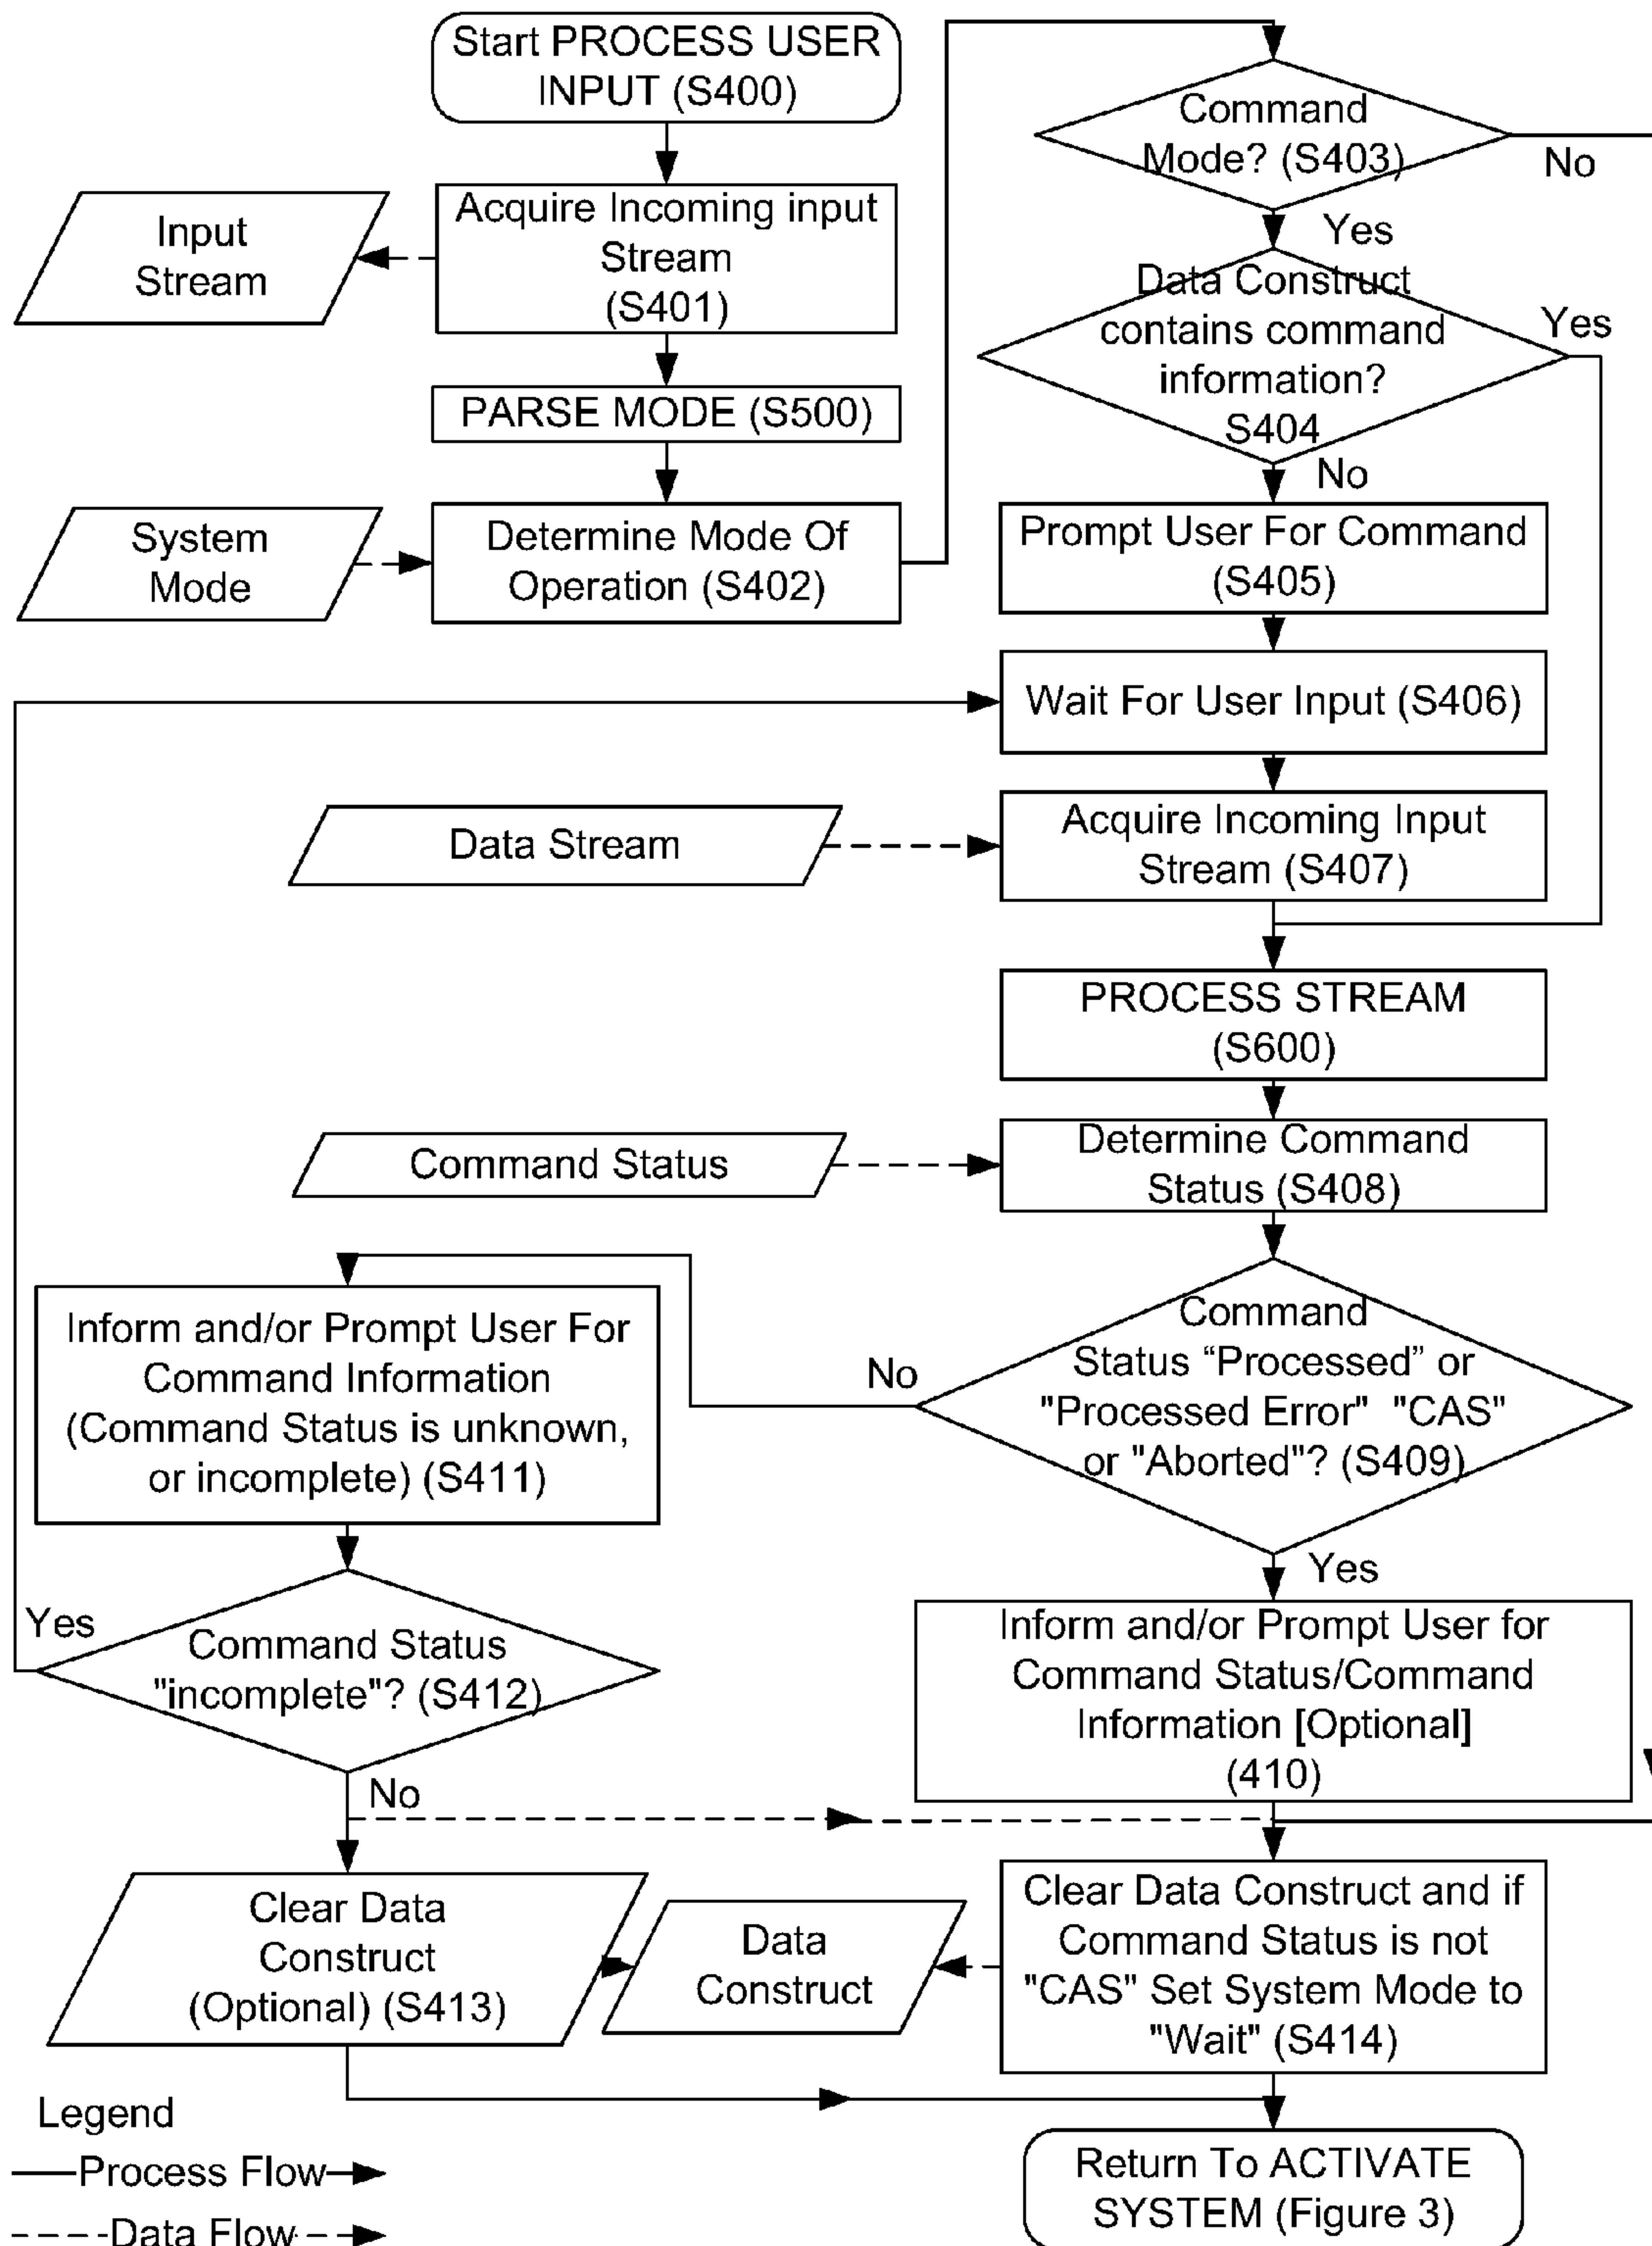 Start PROCESS USER
INPUT (S400)
Input
Stream
Acquire Incoming input
Stream
(S401)
PARSE MODE (S500)
System
Mode
Determine Mode Of
Operation (S402)
Command
Mode? (S403)
No
Yes
Data Construct
contains command
information?
S404
Yes
No
Prompt User For Command
(S405)
Wait For User Input (S406)
Data Stream
Acquire Incoming Input
Stream (S407)
PROCESS STREAM
(S600)
Command Status
Determine Command
Status (S408)
Command
Status “Processed” or
"Processed Error"  "CAS"
or "Aborted"? (S409)
No
Yes
Inform and/or Prompt User For
Command Information
(Command Status is unknown,
or incomplete) (S411)
Yes
Command Status
"incomplete"? (S412)
No
Inform and/or Prompt User for
Command Status/Command
Information [Optional]
(410)
Clear Data
Construct
(Optional) (S413)
Data
Construct
Clear Data Construct and if
Command Status is not
"CAS" Set System Mode to
"Wait" (S414)
Legend
Process Flow
Data Flow
Return To ACTIVATE
SYSTEM (Figure 3)